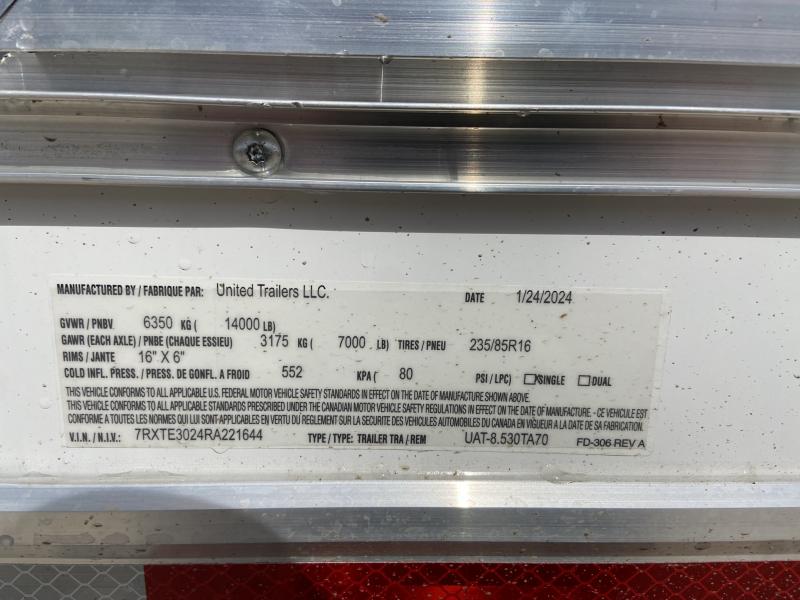 MANUFACTURED BY / FABRIQUE PAR: United Trailers LLC. DATE 1/24/2024
GVWR / PNBV 6350 KG ( 14000 LB)
GAWR (EACH AXLE) / PNBE (CHAQUE ESSIEU) 3175 KG ( 7000 LB) TIRES / PNEU 235/85R16
RIMS / JANTE 16" X 6"
COLD INFL. PRESS. / PRESS. DE GONFL. A FROID 552 KPA ( 80 PSI / LPC) SINGLE DUAL
THIS VEHICLE CONFORMS TO ALL APPLICABLE U.S. FEDERAL MOTOR VEHICLE SAFETY STANDARDS IN EFFECT ON THE DATE OF MANUFACTURE SHOWN ABOVE.
THIS VEHICLE CONFORMS TO ALL APPLICABLE STANDARDS PRESCRIBED UNDER THE CANADIAN MOTOR VEHICLE SAFETY REGULATIONS IN EFFECT ON THE DATE OF MANUFACTURE. - CE VEHICULE EST
CONFORME A TOUTES LES NORMES QUI LUI SONT APPLICABLES EN VERTU DU REGLEMENT SUR LA SECURITE DES VEHICULES AUTOMOBILES DU CANADA EN VIGUEUR A LA DATE DE SA FABRICATION.
V.I.N. / N.I.V.: 7RXTE3024RA221644 TYPE / TYPE: TRAILER TRA / REM UAT-8.530TA70 FD-306 REV A